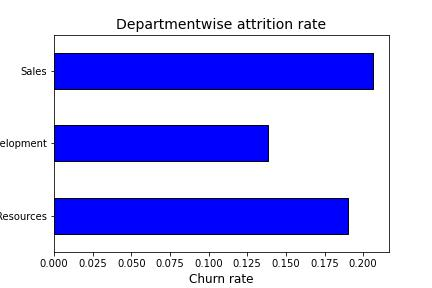 Departmentwise attrition rate
Sales
elopment
Resources
0.000 0.025 0.050 0.075 0.100 0.125 0.150 0.175 0.200
Churn rate